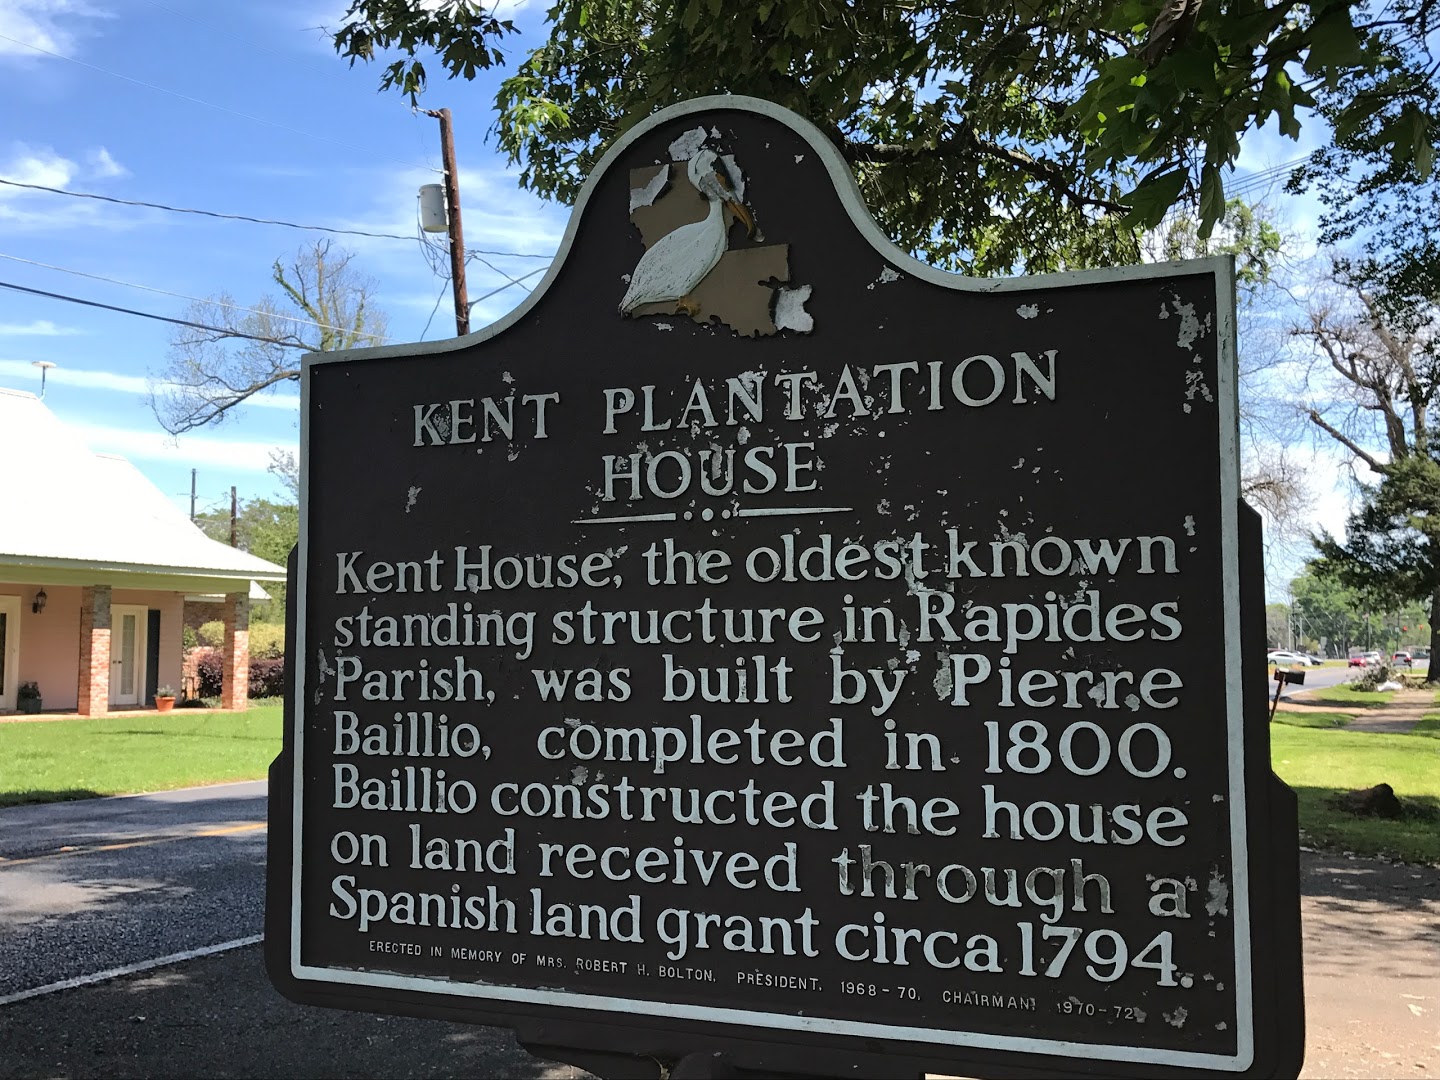 KENT PLANTATION
HOUSE
Kent House, the oldest known
standing structure in Rapides
Parish, was built by Pierre
Baillio, completed in 1800.
Baillio constructed the house
on land received through a
Spanish land grant circa 1794.
ERECTED IN MEMORY OF MRS. ROBERT H. BOLTON, PRESIDENT, 1968-70, CHAIRMAN, 1970-72